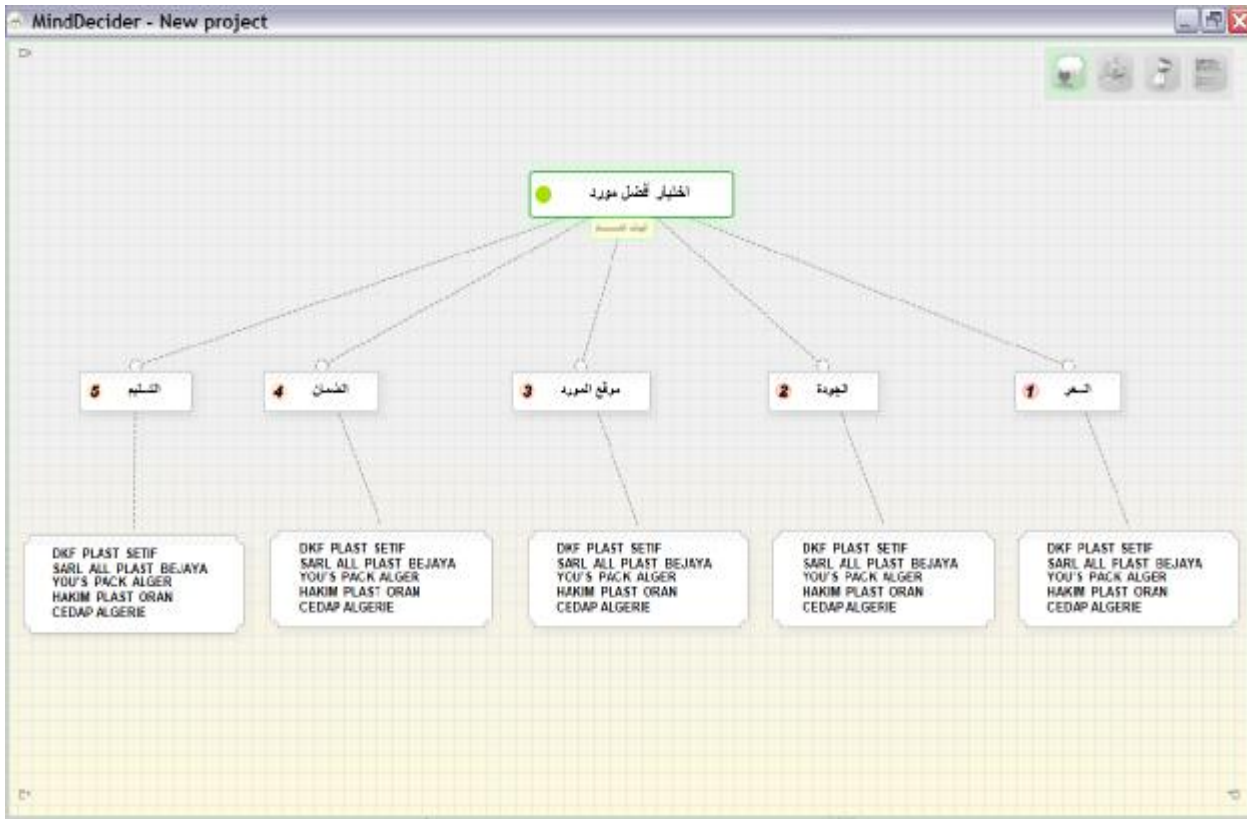 MindDecider - New project
اختيار أفضل مورد
السعر 1
الجودة 2
موقع المورد 3
الضمان 4
التسليم 5
DKF PLAST SETIF
SARL ALL PLAST BEJAYA
YOU'S PACK ALGER
HAKIM PLAST ORAN
CEDAP ALGERIE
DKF PLAST SETIF
SARL ALL PLAST BEJAYA
YOU'S PACK ALGER
HAKIM PLAST ORAN
CEDAP ALGERIE
DKF PLAST SETIF
SARL ALL PLAST BEJAYA
YOU'S PACK ALGER
HAKIM PLAST ORAN
CEDAP ALGERIE
DKF PLAST SETIF
SARL ALL PLAST BEJAYA
YOU'S PACK ALGER
HAKIM PLAST ORAN
CEDAP ALGERIE
DKF PLAST SETIF
SARL ALL PLAST BEJAYA
YOU'S PACK ALGER
HAKIM PLAST ORAN
CEDAP ALGERIE